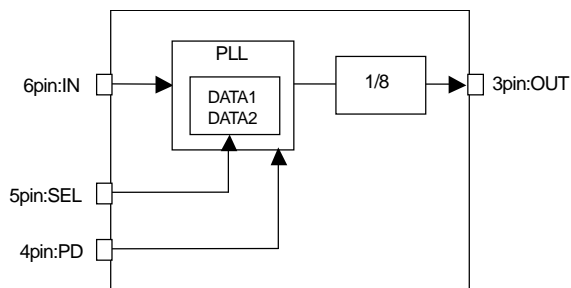 PLL
6pin:IN
1/8
3pin:OUT
DATA1
DATA2
5pin:SEL
4pin:PD